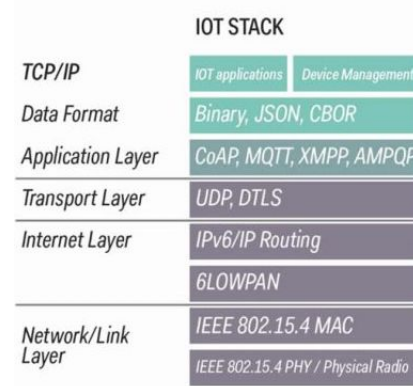 IOT STACK
TCP/IP IOT applications Device Management
Data Format Binary, JSON, CBOR
Application Layer CoAP, MQTT, XMPP, AMPQP
Transport Layer UDP, DTLS
Internet Layer IPv6/IP Routing
6LOWPAN
Network/Link
Layer
IEEE 802.15.4 MAC
IEEE 802.15.4 PHY / Physical Radio